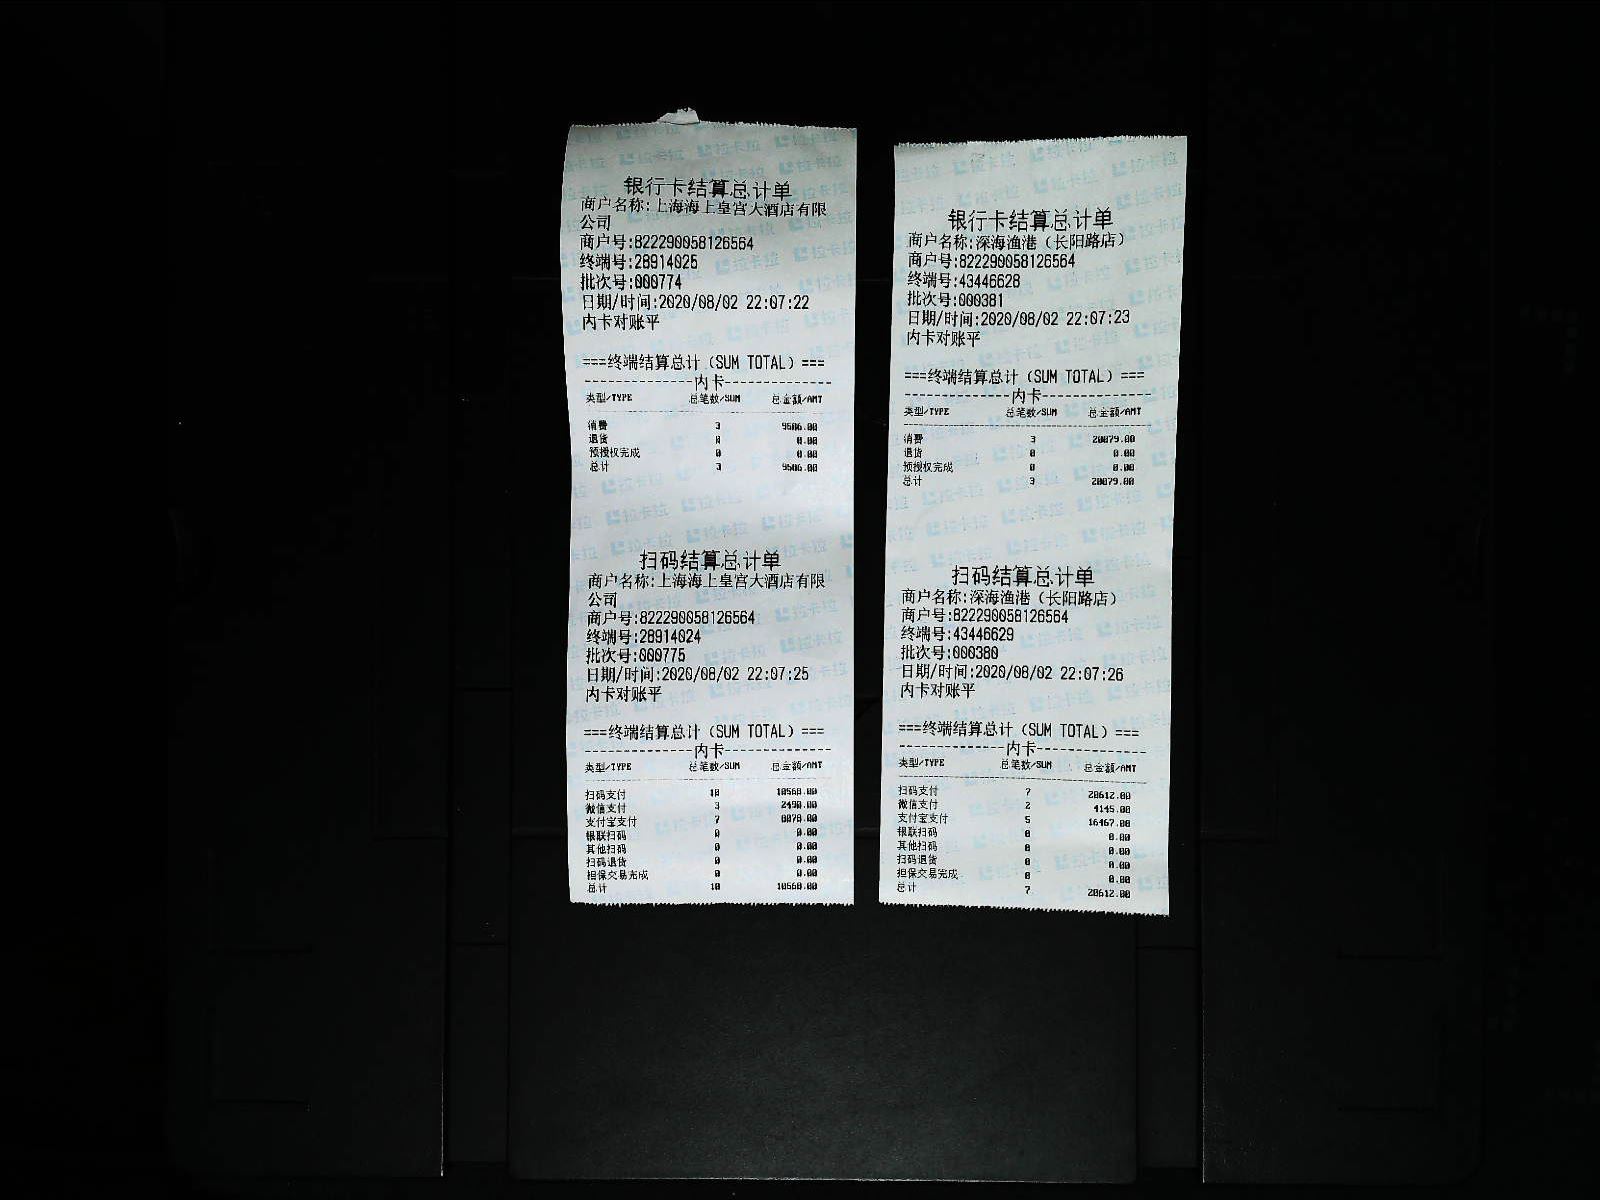 银行卡结算总计单
商户名称:上海海上皇宫大酒店有限
公司
商户号:822290058126564
终端号:28914025
批次号:000774
日期/时间:2020/08/02 22:07:22
内卡对账平
===终端结算总计(SUM TOTAL)===
-------------内卡-------------
类型/TYPE 总笔数/SUM 总金额/AMT
消费 3
退货 0 0.00
预授权完成 0 0.00
总计 3
扫码结算总计单
商户名称:上海海上皇宫大酒店有限
公司
商户号:822290058126564
终端号:28914024
批次号:000775
日期/时间:2020/08/02 22:07:25
内卡对账平
===终端结算总计(SUM TOTAL)===
-------------内卡-------------
类型/TYPE 总笔数/SUM 总金额/AMT
扫码支付 10 10560.00
微信支付 3 2490.00
支付宝支付 7
银联扫码 0 0.00
其他扫码 0 0.00
扫码退货 0 0.00
担保交易完成 0 0.00
总计 10 10560.00
银行卡结算总计单
商户名称:深海渔港(长阳路店)
商户号:822290058126564
终端号:43446628
批次号:000381
日期/时间:2020/08/02 22:07:23
内卡对账平
===终端结算总计(SUM TOTAL)===
-------------内卡-------------
类型/TYPE 总笔数/SUM 总金额/AMT
消费 3 20079.00
退货 0 0.00
预授权完成 0 0.00
总计 3 20079.00
扫码结算总计单
商户名称:深海渔港(长阳路店)
商户号:822290058126564
终端号:43446629
批次号:000380
日期/时间:2020/08/02 22:07:26
内卡对账平
===终端结算总计(SUM TOTAL)===
-------------内卡-------------
类型/TYPE 总笔数/SUM 总金额/AMT
扫码支付 7 20612.00
微信支付 2 4145.00
支付宝支付 5 16467.00
银联扫码 0 0.00
其他扫码 0 0.00
扫码退货 0 0.00
担保交易完成 0 0.00
总计 7 20612.00